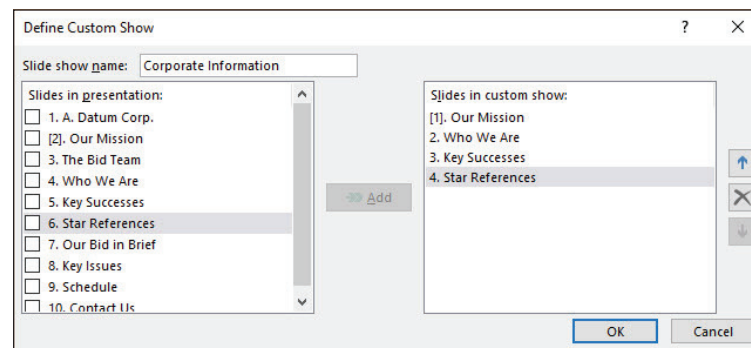 Define Custom Show
?
Slide show name: Corporate Information
Slides in presentation:
1. A. Datum Corp.
[2]. Our Mission
3. The Bid Team
4. Who We Are
5. Key Successes
6. Star References
7. Our Bid in Brief
8. Key Issues
9. Schedule
10. Contact Us
Add
Slides in custom show:
[1]. Our Mission
2. Who We Are
3. Key Successes
4. Star References
OK
Cancel